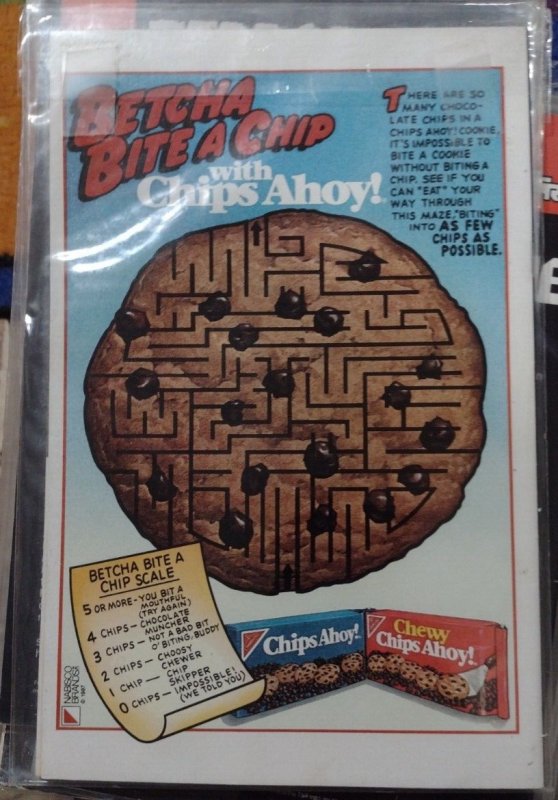 BETCHA
BITE A CHIP
with
Chips Ahoy!
THERE ARE SO
MANY CHOCO-
LATE CHIPS IN A
CHIPS AHOY! COOKIE,
IT'S IMPOSSIBLE TO
BITE A COOKIE
WITHOUT BITING A
CHIP. SEE IF YOU
CAN "EAT" YOUR
WAY THROUGH
THIS MAZE, "BITING"
INTO AS FEW
CHIPS AS
POSSIBLE.
BETCHA BITE A
CHIP SCALE
5 OR MORE-YOU BIT A
MOUTHFUL
(TRY AGAIN)
4 CHIPS-CHOCOLATE
MUNCHER
3 CHIPS-NOT A BAD BIT
O' BITING, BUDDY
2 CHIPS-CHOOSY
CHEWER
1 CHIP-CHIP
SKIPPER
0 CHIPS-IMPOSSIBLE!
(WE TOLD YOU)
Chips Ahoy!
Chewy
Chips Ahoy!
NABISCO
BRANDS
© 1987